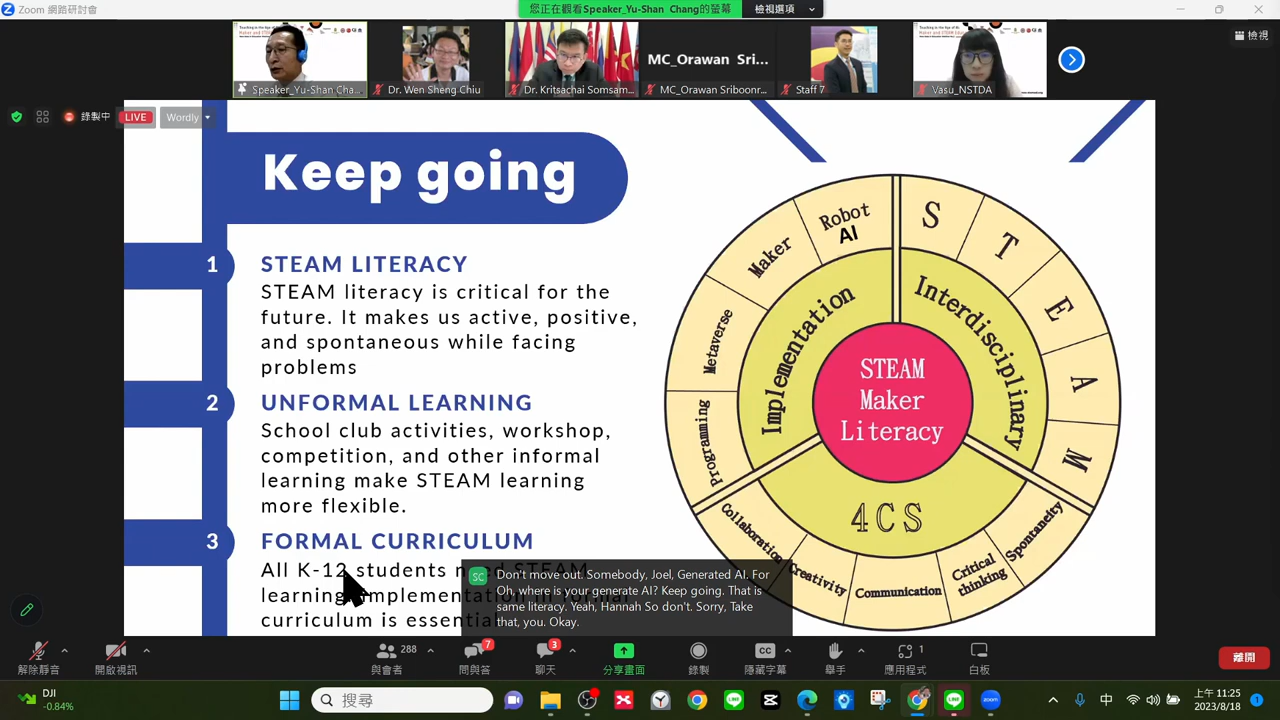 Zoom 網路研討會
您正在觀看Speaker_Yu-Shan Chang的螢幕
檢視選項
檢視
Speaker_Yu-Shan Cha...
Dr. Wen Sheng Chiu
Dr. Kritsachai Somsam...
MC_Orawan Sri...
MC_Orawan Sriboonr...
Staff 7
Vasu_NSTDA
錄製中
LIVE
Wordly
Keep going
1
STEAM LITERACY
STEAM literacy is critical for the
future. It makes us active, positive,
and spontaneous while facing
problems
2
UNFORMAL LEARNING
School club activities, workshop,
competition, and other informal
learning make STEAM learning
more flexible.
3
FORMAL CURRICULUM
All K-12 students need STEAM
learning implementation in formal
curriculum is essential
STEAM
Maker
Literacy
Implementation
Interdisciplinary
4CS
Robot
AI
Maker
Metaverse
Programming
S
T
E
A
M
Collaboration
Creativity
Communication
Critical
thinking
Spontaneity
SC
Don't move out. Somebody, Joel, Generated AI. For
Oh, where is your generate AI? Keep going. That is
same literacy. Yeah, Hannah So don't. Sorry, Take
that, you. Okay.
解除靜音
開啟視訊
288
與會者
7
問與答
3
聊天
分享畫面
錄製
CC
隱藏字幕
舉手
1
應用程式
白板
離開
DJI
-0.84%
搜尋
中
上午 11:25
2023/8/18